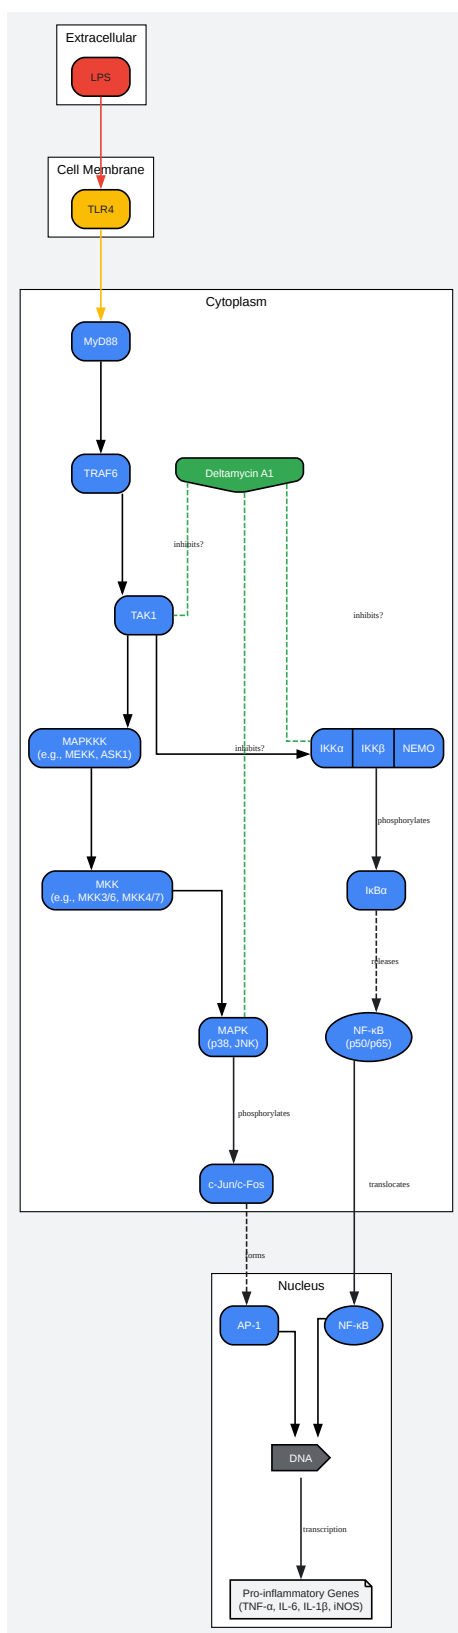 Extracellular
LPS
Cell Membrane
TLR4
Cytoplasm
MyD88
TRAF6
Deltamycin A1
inhibits?
inhibits?
TAK1
MAPKKK
(e.g., MEKK, ASK1)
inhibits?
IKKα
IKKβ
NEMO
phosphorylates
MKK
(e.g., MKK3/6, MKK4/7)
IκBα
releases
MAPK
(p38, JNK)
NF-κB
(p50/p65)
phosphorylates
c-Jun/c-Fos
translocates
forms
Nucleus
AP-1
NF-κB
DNA
transcription
Pro-inflammatory Genes
(TNF-α, IL-6, IL-1β, iNOS)